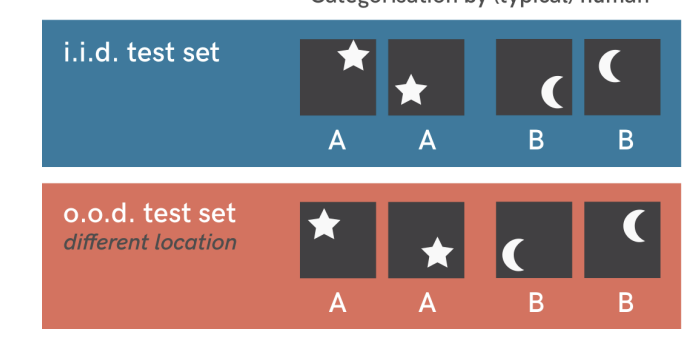 i.i.d. test set
A A B B
o.o.d. test set
different location
A A B B